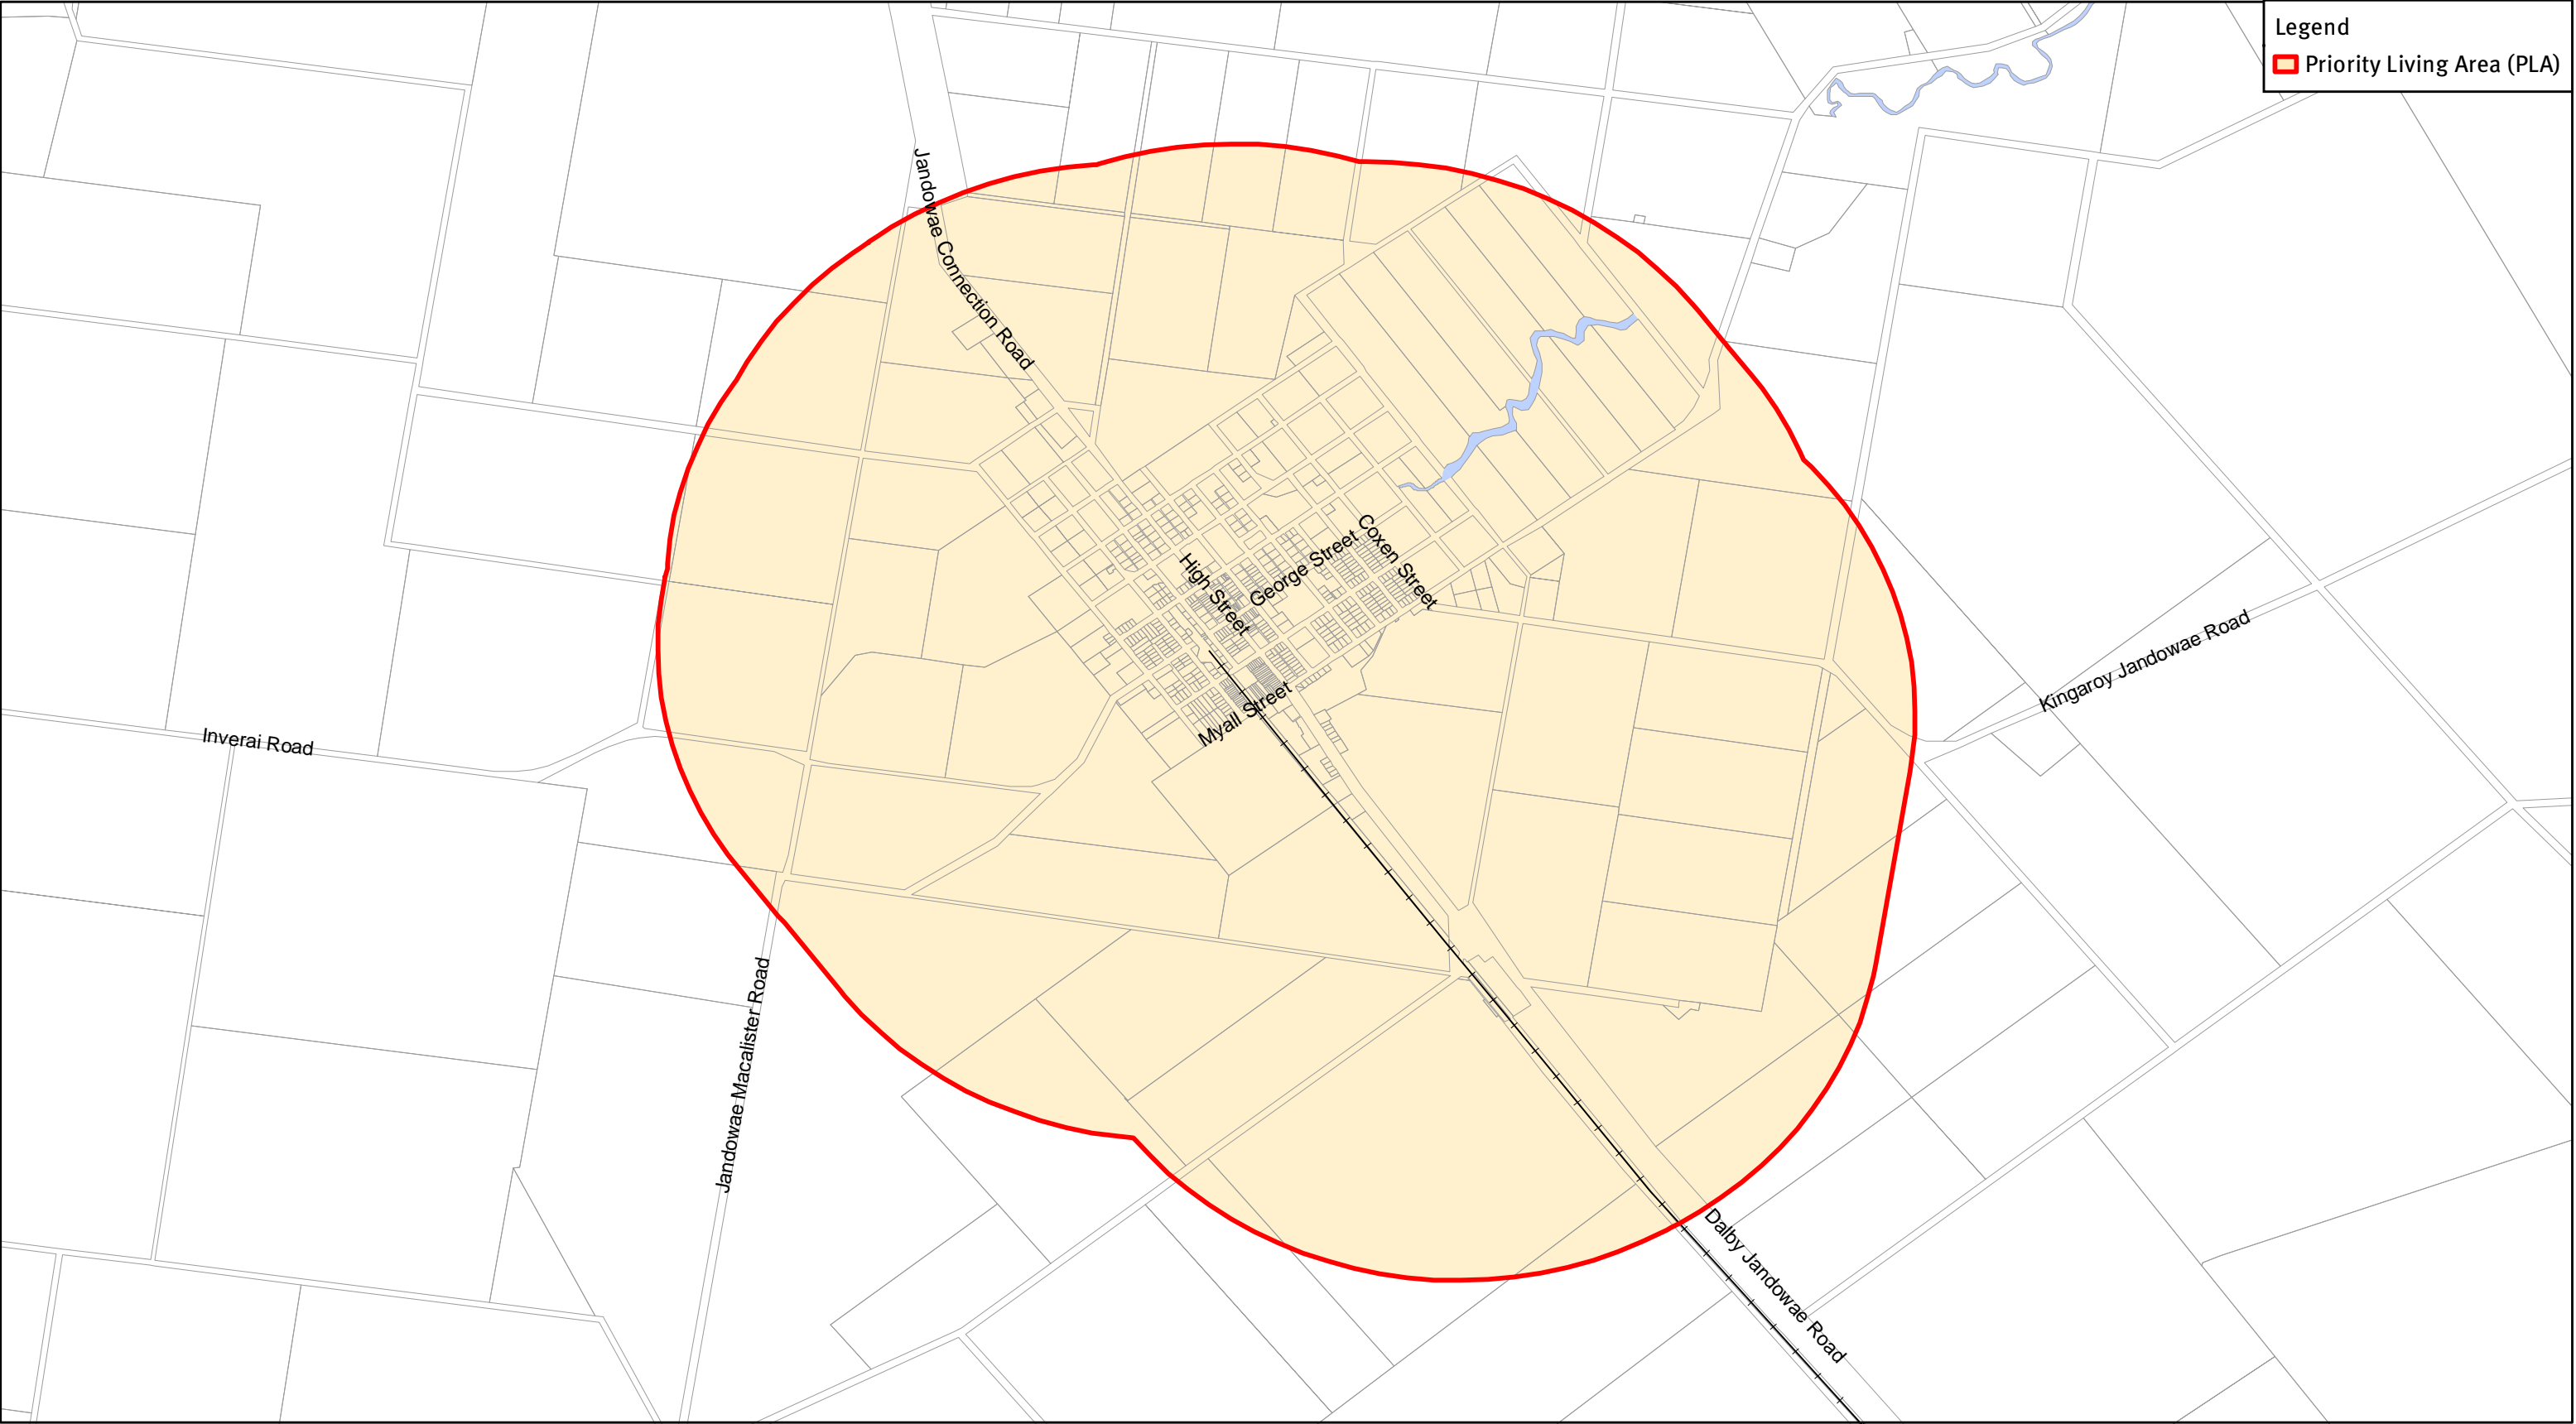 Legend
Priority Living Area (PLA)
Jandowae Connection Road
Coxen Street
George Street
High Street
Myall Street
Kingaroy Jandowae Road
Inverai Road
Jandowae Macalister Road
Dalby Jandowae Road